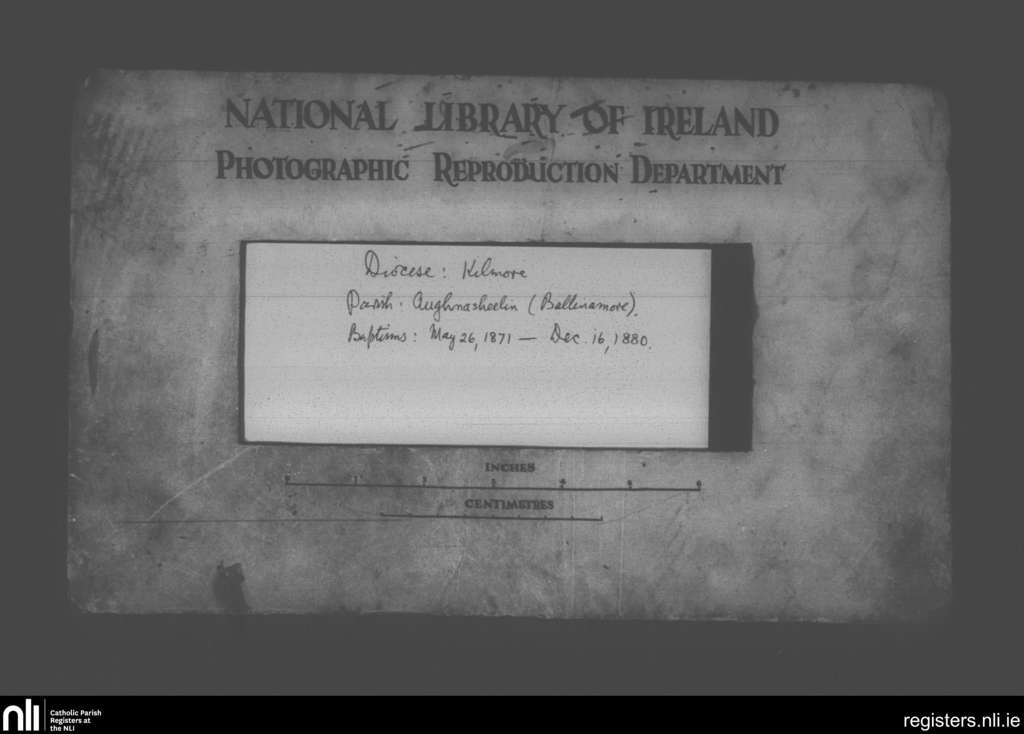 NATIONAL LIBRARY OF IRELAND
PHOTOGRAPHIC REPRODUCTION DEPARTMENT
Diocese: Kilmore
Parish: Aughnasheelin (Ballinamore).
Baptisms: May 26, 1871 — Dec. 16, 1880.
INCHES
CENTIMETRES
nli
Catholic Parish
Registers at
the NLI
registers.nli.ie